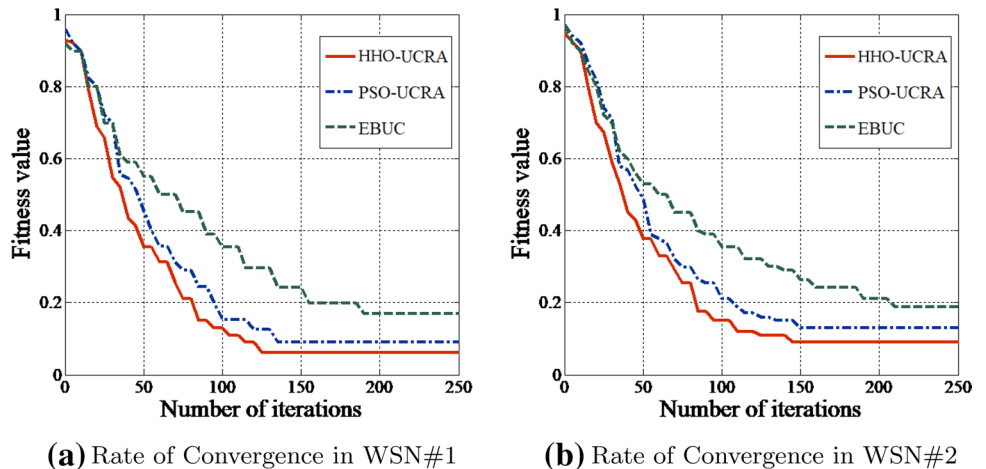 1
0.8
0.6
0.4
0.2
0
Fitness value
HHO-UCRA
PSO-UCRA
EBUC
0 50 100 150 200 250
Number of iterations
(a) Rate of Convergence in WSN#1
1
0.8
0.6
0.4
0.2
0
Fitness value
HHO-UCRA
PSO-UCRA
EBUC
0 50 100 150 200 250
Number of iterations
(b) Rate of Convergence in WSN#2